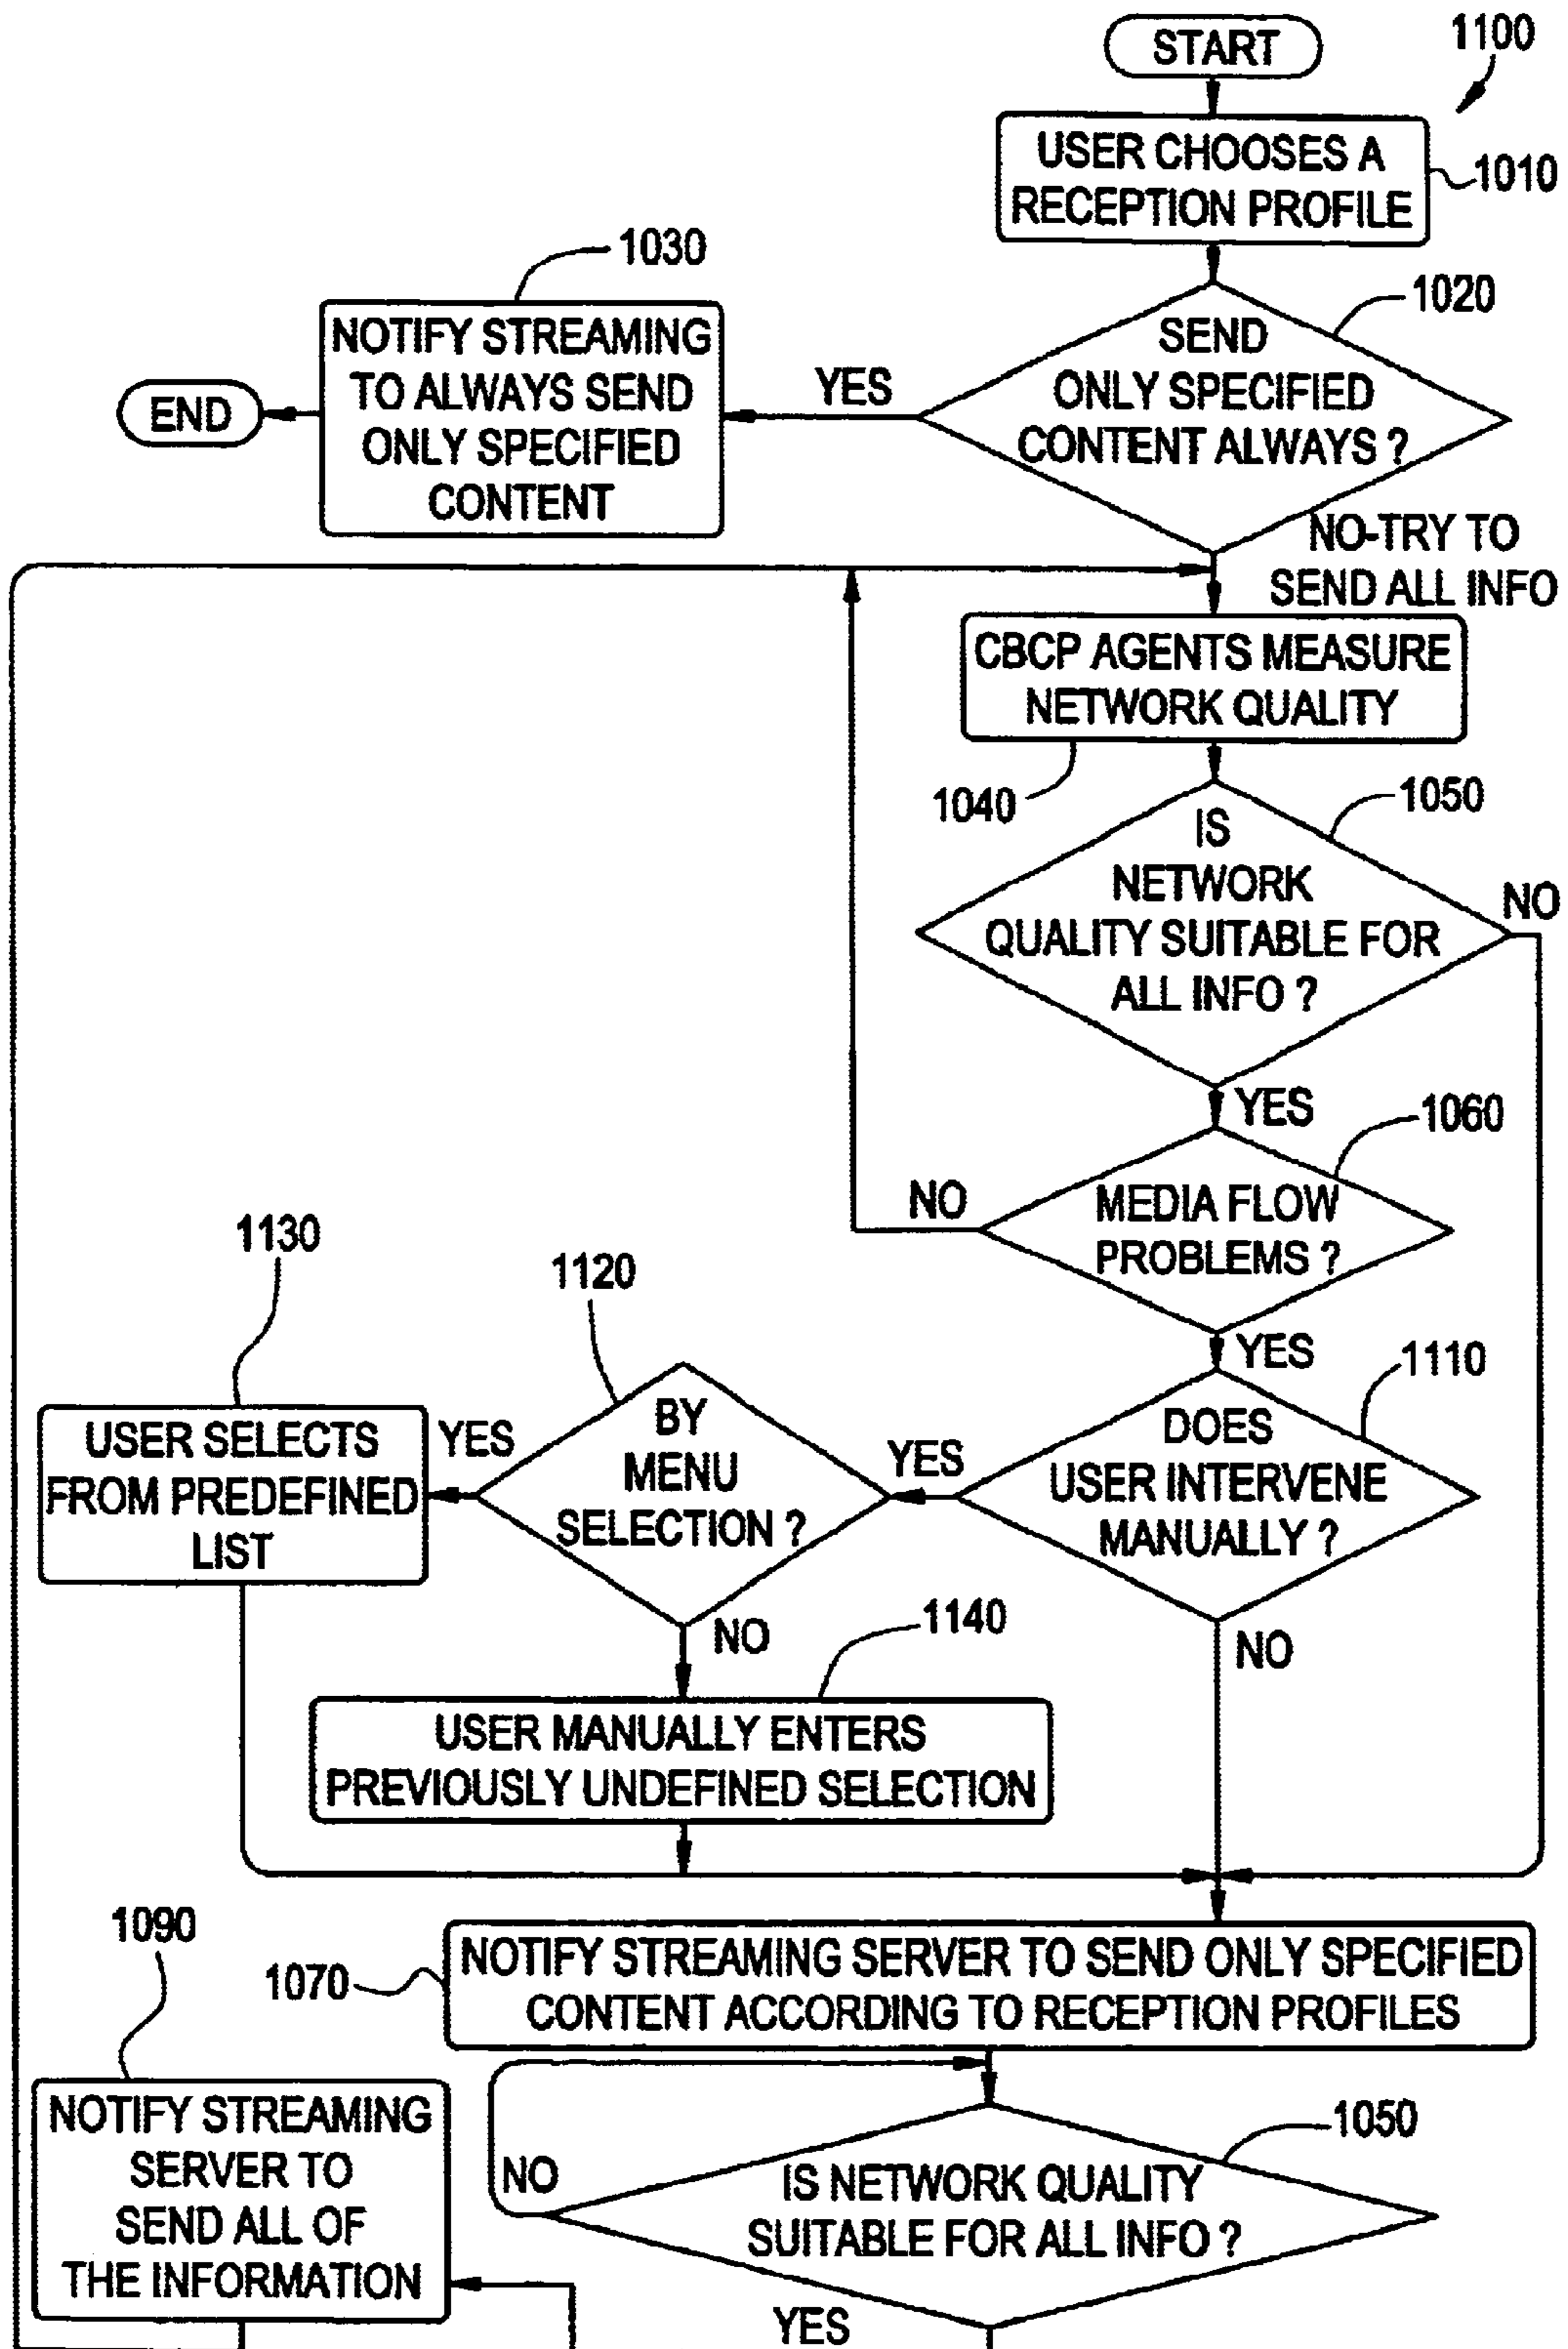 START
1100
USER CHOOSES A
RECEPTION PROFILE
1010
1030
1020
NOTIFY STREAMING
TO ALWAYS SEND
ONLY SPECIFIED
CONTENT
END
YES
SEND
ONLY SPECIFIED
CONTENT ALWAYS ?
NO-TRY TO
SEND ALL INFO
CBCP AGENTS MEASURE
NETWORK QUALITY
1040
1050
IS
NETWORK
QUALITY SUITABLE FOR
ALL INFO ?
NO
YES
1060
MEDIA FLOW
PROBLEMS ?
NO
YES
1110
DOES
USER INTERVENE
MANUALLY ?
YES
NO
1120
BY
MENU
SELECTION ?
YES
NO
1130
USER SELECTS
FROM PREDEFINED
LIST
1140
USER MANUALLY ENTERS
PREVIOUSLY UNDEFINED SELECTION
1070
NOTIFY STREAMING SERVER TO SEND ONLY SPECIFIED
CONTENT ACCORDING TO RECEPTION PROFILES
1090
NOTIFY STREAMING
SERVER TO
SEND ALL OF
THE INFORMATION
NO
1050
IS NETWORK QUALITY
SUITABLE FOR ALL INFO ?
YES